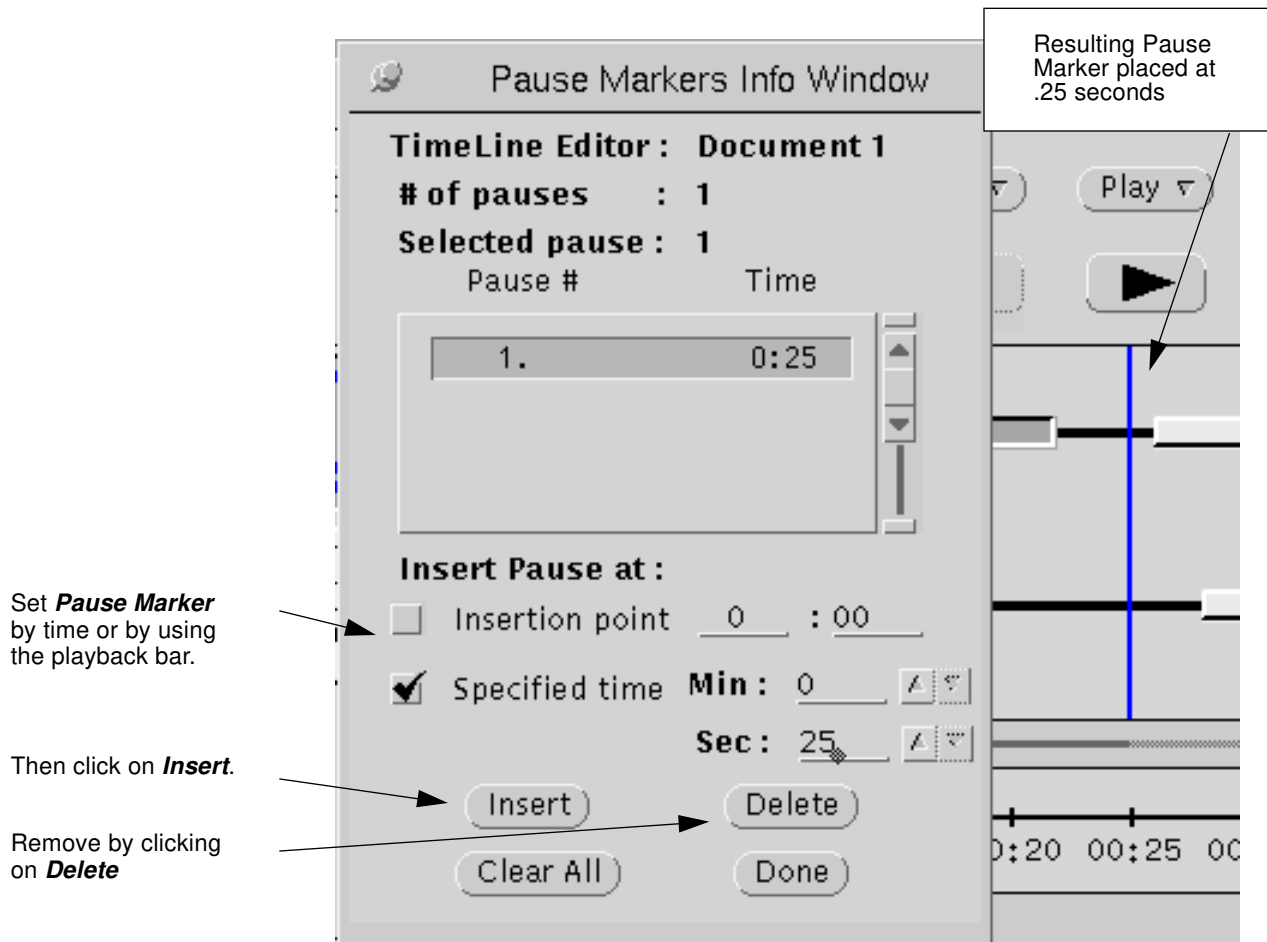 Resulting Pause
Marker placed at
.25 seconds
Pause Markers Info Window
TimeLine Editor : Document 1
# of pauses : 1
Selected pause : 1
Pause # Time
1. 0:25
Play
Insert Pause at :
Set Pause Marker
by time or by using
the playback bar.
Insertion point 0 : 00
Specified time Min : 0
Sec : 25
Then click on Insert.
Insert Delete
Remove by clicking
on Delete
Clear All Done
0:20 00:25 00